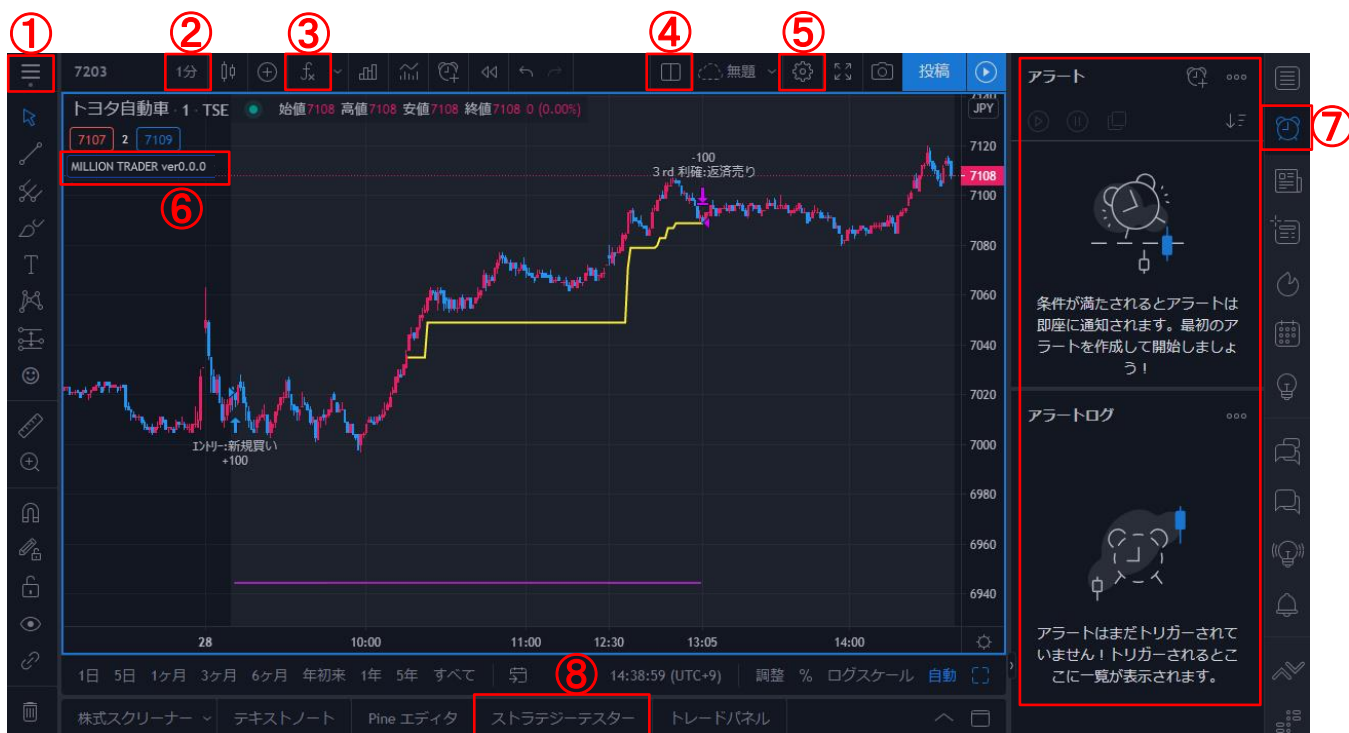 ① ② ③ ④ ⑤
7203 1分 fx 無題 投稿
トヨタ自動車 · 1 · TSE 始値7108 高値7108 安値7108 終値7108 0 (0.00%)
7107 2 7109
MILLION TRADER ver0.0.0
⑥
-100
3 rd 利確:返済売り
エントリー:新規買い
+100
JPY
7120
7108
7100
7080
7060
7040
7020
7000
6980
6960
6940
28 10:00 11:00 12:30 13:05 14:00
1日 5日 1ヶ月 3ヶ月 6ヶ月 年初来 1年 5年 すべて ⑧ 14:38:59 (UTC+9) 調整 % ログスケール 自動
株式スクリーナー テキストノート Pine エディタ ストラテジーテスター トレードパネル
アラート
⑦
条件が満たされるとアラートは
即座に通知されます。最初のア
ラートを作成して開始しましょ
う！
アラートログ
アラートはまだトリガーされて
いません！トリガーされるとこ
こに一覧が表示されます。